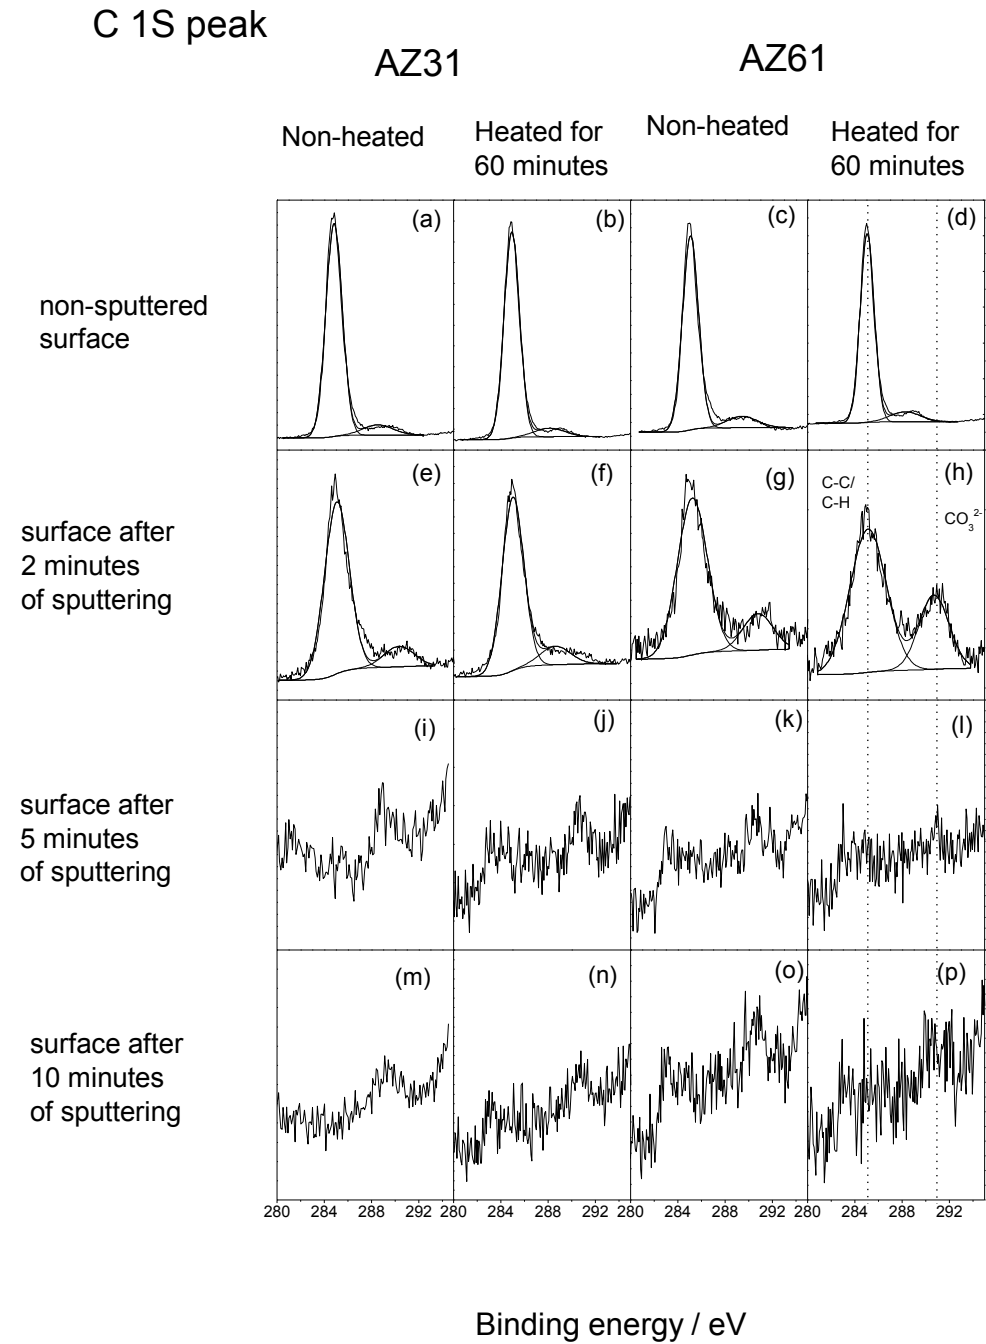 C 1S peak
AZ31
AZ61
Non-heated
Heated for
60 minutes
Non-heated
Heated for
60 minutes
non-sputtered
surface
(a)
(b)
(c)
(d)
surface after
2 minutes
of sputtering
(e)
(f)
(g)
C-C/
C-H
(h)
CO₃²⁻
surface after
5 minutes
of sputtering
(i)
(j)
(k)
(l)
surface after
10 minutes
of sputtering
(m)
(n)
(o)
(p)
280 284 288 292 280 284 288 292 280 284 288 292 280 284 288 292
Binding energy / eV